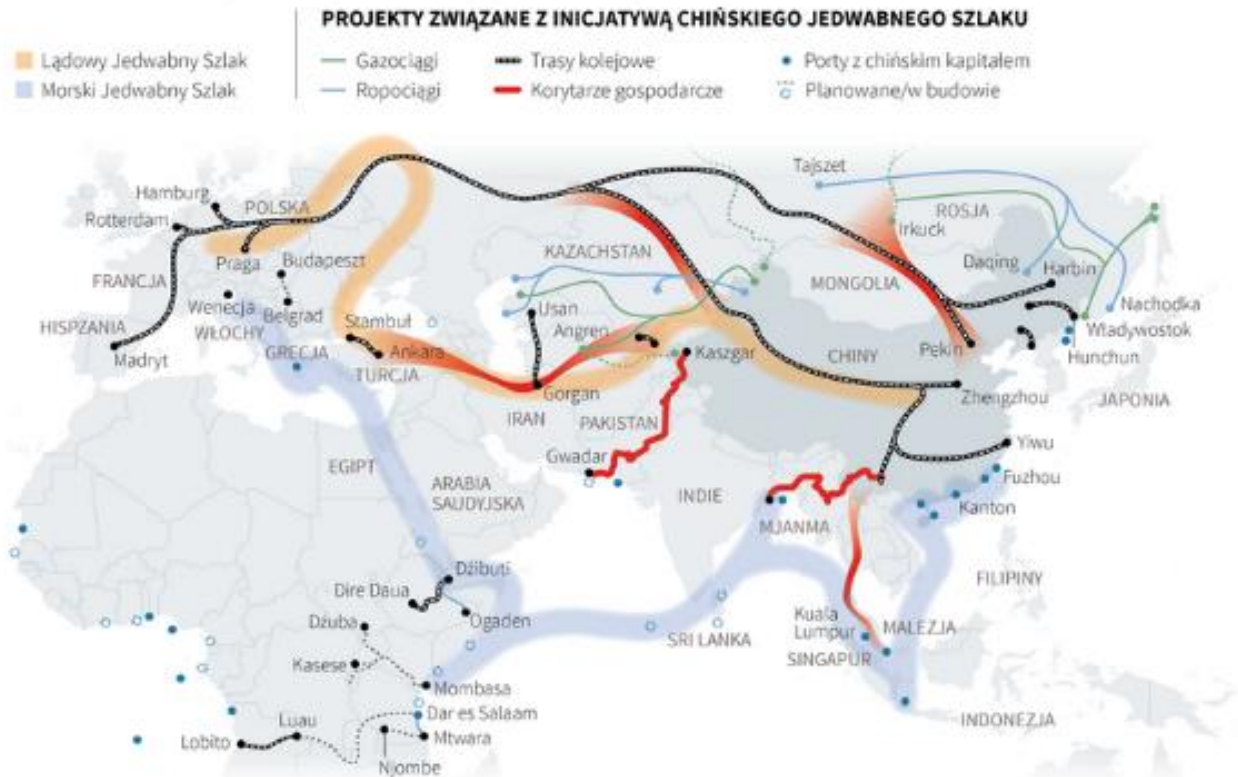 PROJEKTY ZWIĄZANE Z INICJATYWĄ CHIŃSKIEGO JEDWABNEGO SZLAKU
Lądowy Jedwabny Szlak
Morski Jedwabny Szlak
Gazociągi
Ropociągi
Trasy kolejowe
Korytarze gospodarcze
Porty z chińskim kapitałem
Planowane/w budowie
Tajszet
Hamburg
POLSKA
Rotterdam
ROSJA
Irkuck
Praga
Budapeszt
KAZACHSTAN
Daqing
Harbin
FRANCJA
MONGOLIA
Wenecja
WŁOCHY
Belgrad
Usan
Nachodka
HISPZANIA
Stambuł
Angren
Władywostok
Madryt
GRECJA
Ankara
TURCJA
Kaszgar
CHINY
Pekin
Hunchun
Gorgan
Zhengzhou
JAPONIA
IRAN
PAKISTAN
Gwadar
Yiwu
EGIPT
ARABIA
SAUDYJSKA
INDIE
Fuzhou
MJANMA
Kanton
Dżibuti
FILIPINY
Dire Daua
Dżuba
Ogaden
Kuala
Lumpur
MALEZJA
SRI LANKA
SINGAPUR
Kasese
Mombasa
Dar es Salaam
INDONEZJA
Luau
Lobito
Mtwara
Njombe